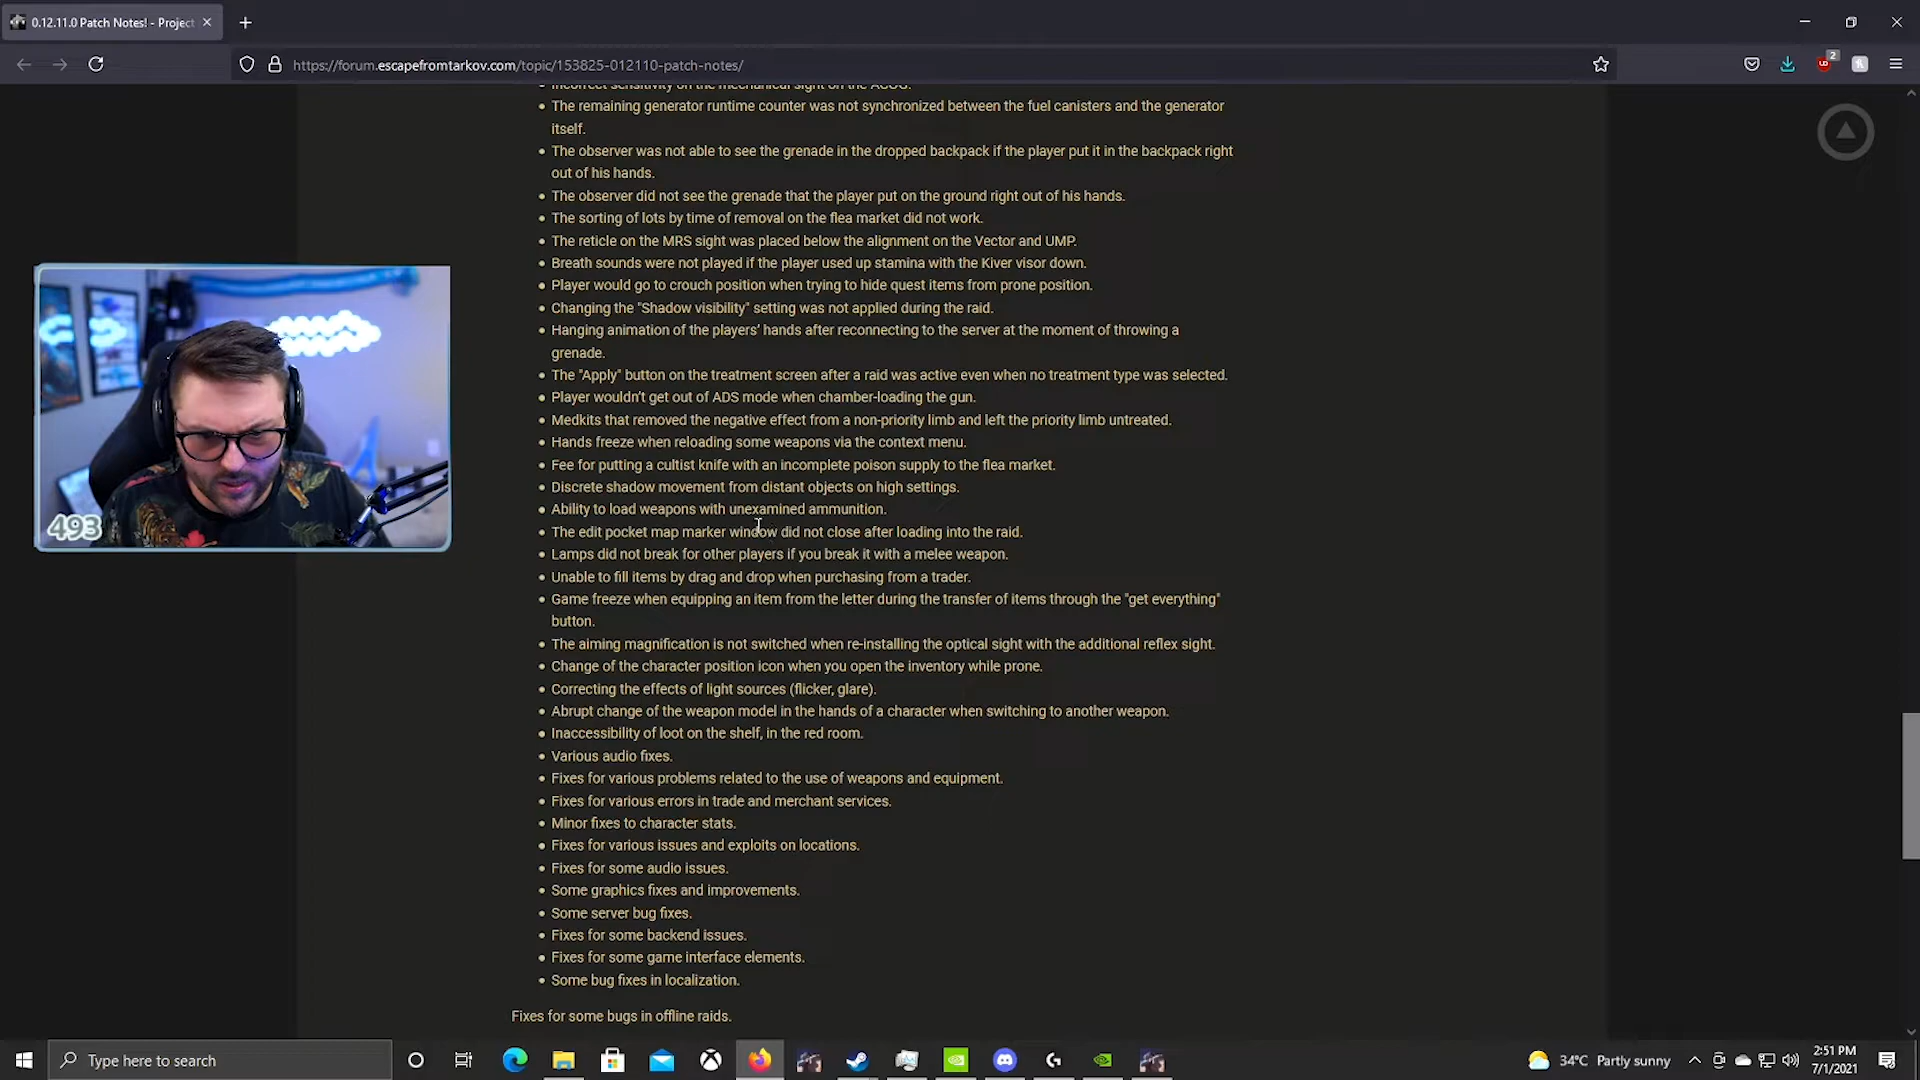 0.12.11.0 Patch Notes! - Project
https://forum.escapefromtarkov.com/topic/153825-012110-patch-notes/
2
Incorrect sensitivity on the mechanical sight on the ACOG.
• The remaining generator runtime counter was not synchronized between the fuel canisters and the generator
itself.
• The observer was not able to see the grenade in the dropped backpack if the player put it in the backpack right
out of his hands.
• The observer did not see the grenade that the player put on the ground right out of his hands.
• The sorting of lots by time of removal on the flea market did not work.
• The reticle on the MRS sight was placed below the alignment on the Vector and UMP.
• Breath sounds were not played if the player used up stamina with the Kiver visor down.
• Player would go to crouch position when trying to hide quest items from prone position.
• Changing the "Shadow visibility" setting was not applied during the raid.
• Hanging animation of the players’ hands after reconnecting to the server at the moment of throwing a
grenade.
• The "Apply" button on the treatment screen after a raid was active even when no treatment type was selected.
• Player wouldn’t get out of ADS mode when chamber-loading the gun.
• Medkits that removed the negative effect from a non-priority limb and left the priority limb untreated.
• Hands freeze when reloading some weapons via the context menu.
• Fee for putting a cultist knife with an incomplete poison supply to the flea market.
• Discrete shadow movement from distant objects on high settings.
• Ability to load weapons with unexamined ammunition.
• The edit pocket map marker window did not close after loading into the raid.
• Lamps did not break for other players if you break it with a melee weapon.
• Unable to fill items by drag and drop when purchasing from a trader.
• Game freeze when equipping an item from the letter during the transfer of items through the "get everything"
button.
• The aiming magnification is not switched when re-installing the optical sight with the additional reflex sight.
• Change of the character position icon when you open the inventory while prone.
• Correcting the effects of light sources (flicker, glare).
• Abrupt change of the weapon model in the hands of a character when switching to another weapon.
• Inaccessibility of loot on the shelf, in the red room.
• Various audio fixes.
• Fixes for various problems related to the use of weapons and equipment.
• Fixes for various errors in trade and merchant services.
• Minor fixes to character stats.
• Fixes for various issues and exploits on locations.
• Fixes for some audio issues.
• Some graphics fixes and improvements.
• Some server bug fixes.
• Fixes for some backend issues.
• Fixes for some game interface elements.
• Some bug fixes in localization.
Fixes for some bugs in offline raids.
493
Type here to search
34°C Partly sunny
2:51 PM
7/1/2021